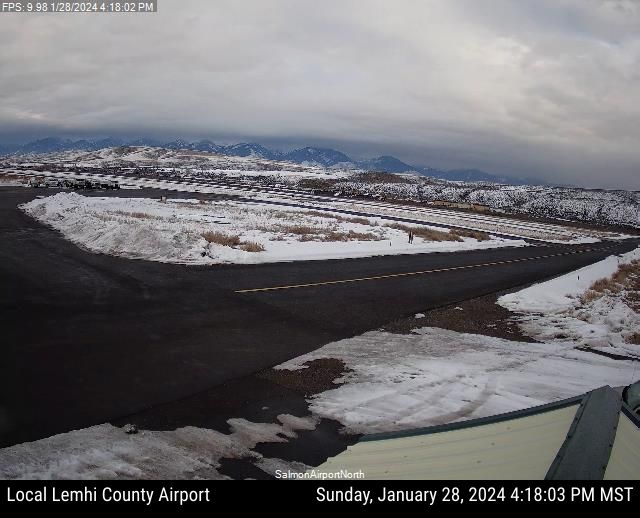 FPS: 9.98 1/28/2024 4:18:02 PM
SalmonAirportNorth
Local Lemhi County Airport
Sunday, January 28, 2024 4:18:03 PM MST